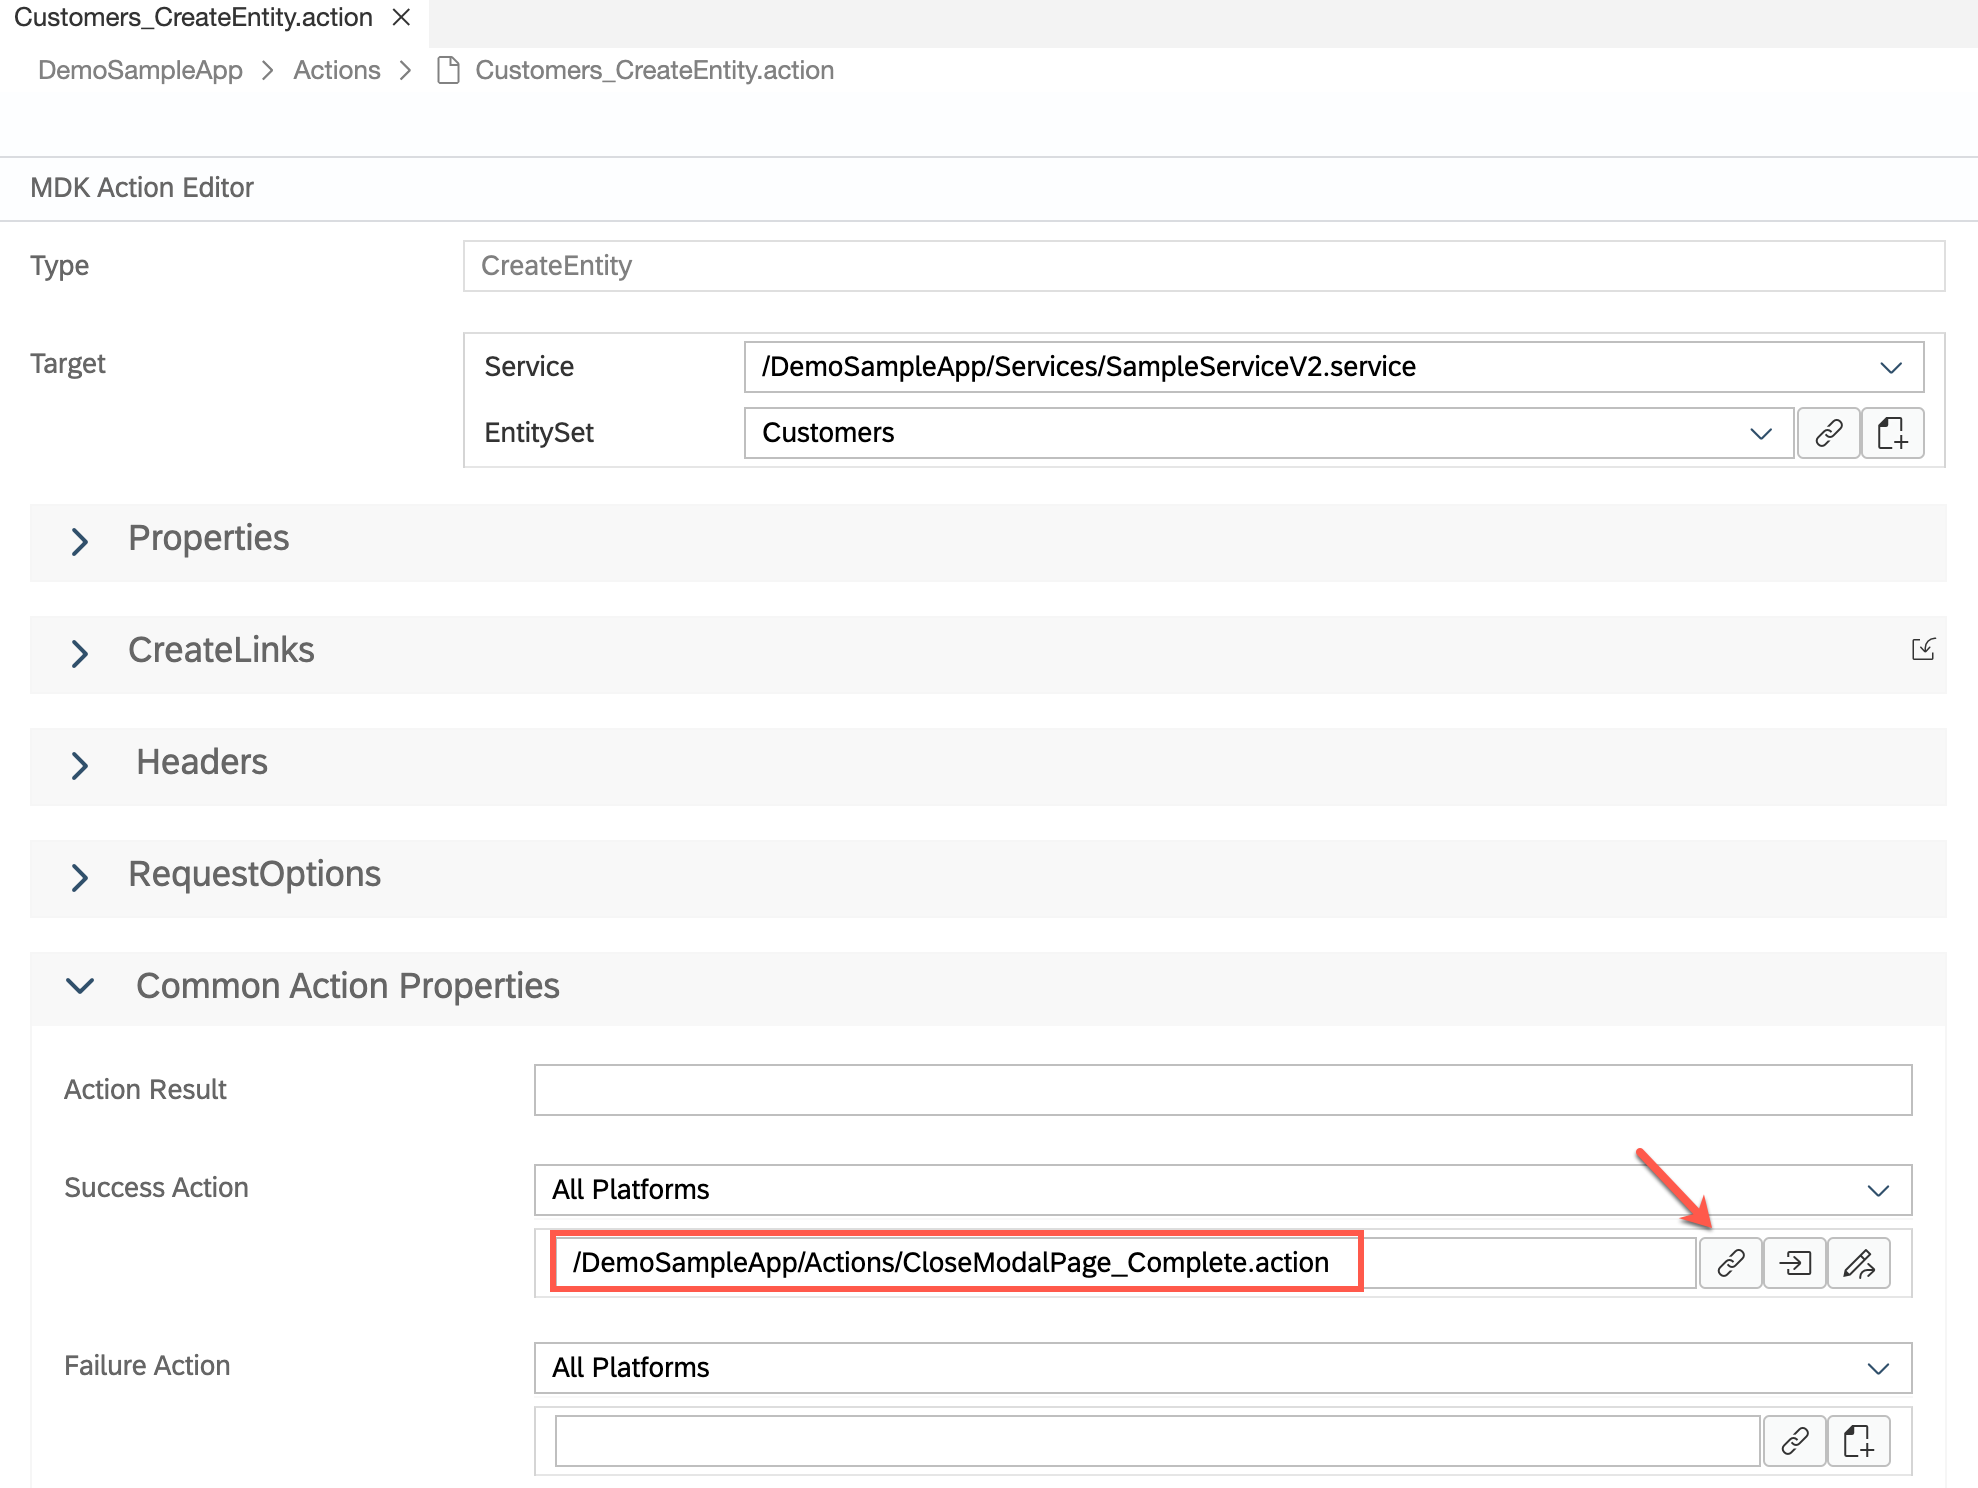 Customers_CreateEntity.action
DemoSampleApp > Actions > Customers_CreateEntity.action
MDK Action Editor
Type CreateEntity
Target Service /DemoSampleApp/Services/SampleServiceV2.service
EntitySet Customers
Properties
CreateLinks
Headers
RequestOptions
Common Action Properties
Action Result
Success Action All Platforms
/DemoSampleApp/Actions/CloseModalPage_Complete.action
Failure Action All Platforms